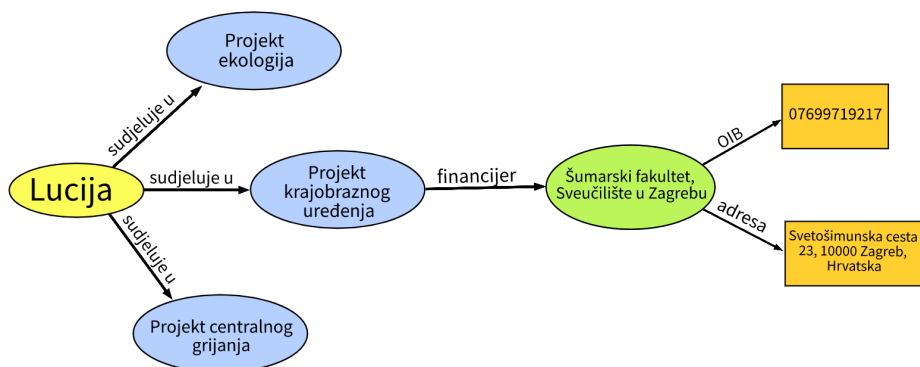 Projekt
ekologija
sudjeluje u
Lucija
sudjeluje u
Projekt
krajobraznog
uređenja
financijer
Šumarski fakultet,
Sveučilište u Zagrebu
OIB
07699719217
adresa
Svetošimunska cesta
23, 10000 Zagreb,
Hrvatska
sudjeluje u
Projekt centralnog
grijanja